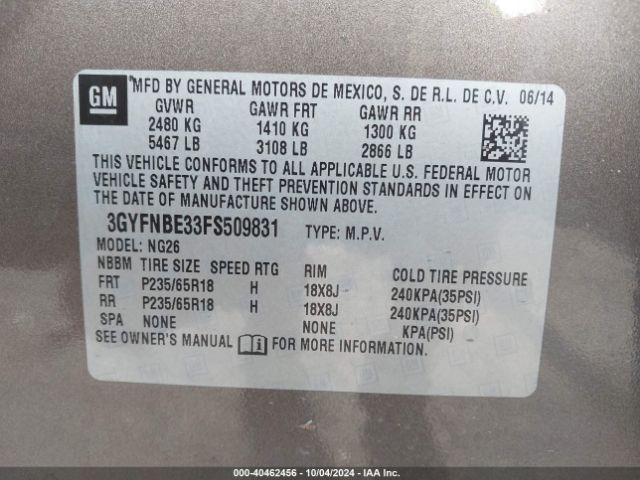 GM
"MFD BY GENERAL MOTORS DE MEXICO, S. DE R.L. DE C.V. 06/14
GVWR GAWR FRT GAWR RR
2480 KG 1410 KG 1300 KG
5467 LB 3108 LB 2866 LB
THIS VEHICLE CONFORMS TO ALL APPLICABLE U.S. FEDERAL MOTOR
VEHICLE SAFETY AND THEFT PREVENTION STANDARDS IN EFFECT ON
THE DATE OF MANUFACTURE SHOWN ABOVE.
3GYFNBE33FS509831 TYPE: M.P.V.
MODEL: NG26
NBBM TIRE SIZE SPEED RTG RIM COLD TIRE PRESSURE
FRT P235/65R18 H 18X8J 240KPA(35PSI)
RR P235/65R18 H 18X8J 240KPA(35PSI)
SPA NONE NONE KPA(PSI)
SEE OWNER'S MANUAL FOR MORE INFORMATION.
000-40462456 - 10/04/2024 - IAA Inc.